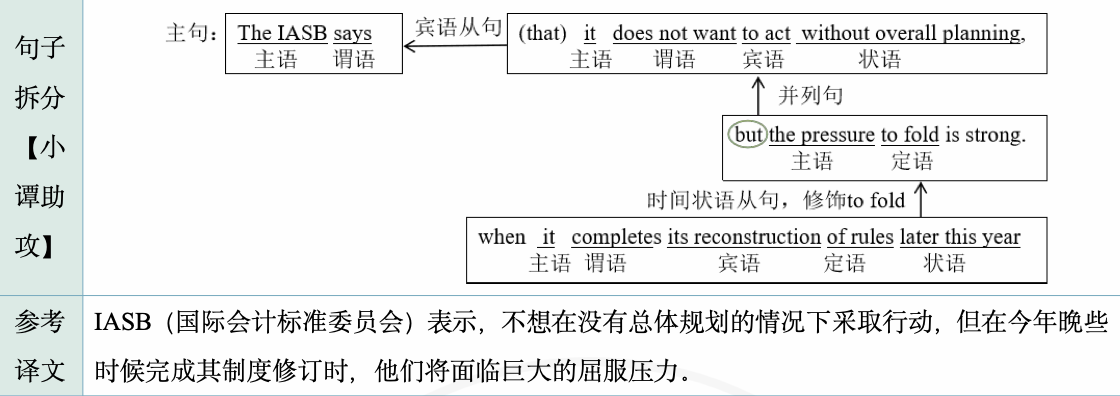 句子
拆分
【小
谭助
攻】
主句：
The IASB says
主语 谓语
宾语从句
(that) it does not want to act without overall planning,
主语 谓语 宾语 状语
并列句
but the pressure to fold is strong.
主语 定语
时间状语从句，修饰to fold
when it completes its reconstruction of rules later this year
主语 谓语 宾语 定语 状语
参考
译文
IASB（国际会计标准委员会）表示，不想在没有总体规划的情况下采取行动，但在今年晚些
时候完成其制度修订时，他们将面临巨大的屈服压力。